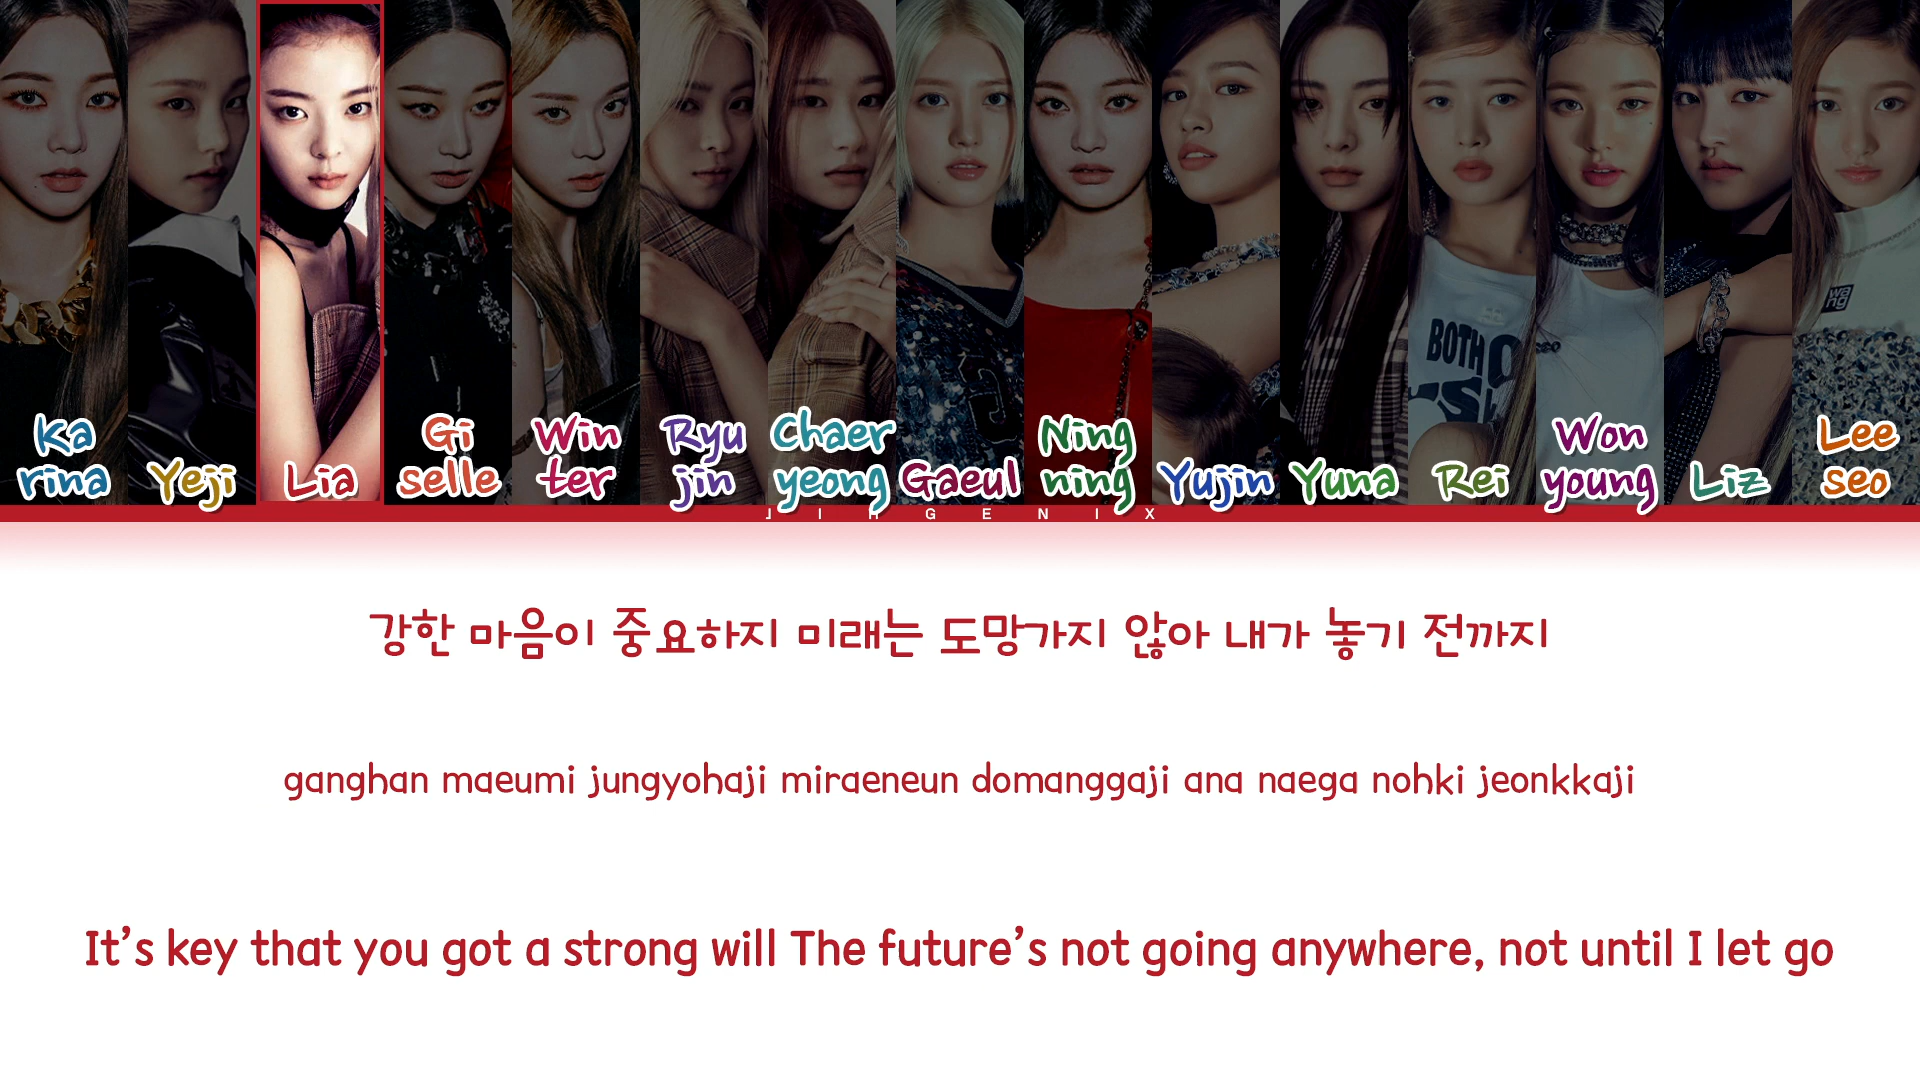 Ka
rina
Yeji
Lia
Gi
selle
Win
ter
Ryu
jin
Chaer
yeong
Gaeul
Ning
ning
Yujin
Yuna
Rei
Won
young
Liz
Lee
seo
BOTH
강한 마음이 중요하지 미래는 도망가지 않아 내가 놓기 전까지
ganghan maeumi jungyohaji miraeneun domanggaji ana naega nohki jeonkkaji
It's key that you got a strong will The future's not going anywhere, not until I let go